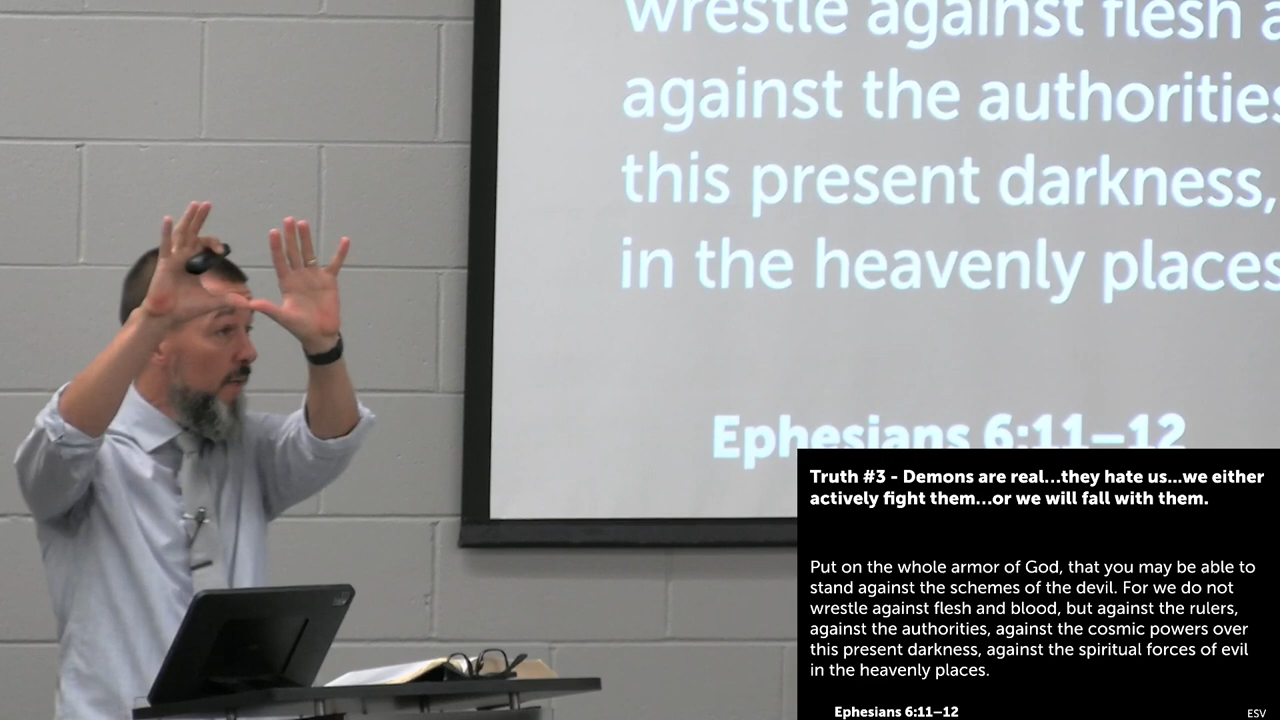 wrestle against flesh a
against the authorities
this present darkness,
in the heavenly places
Ephesians 6:11–12
Truth #3 - Demons are real...they hate us...we either
actively fight them...or we will fall with them.
Put on the whole armor of God, that you may be able to
stand against the schemes of the devil. For we do not
wrestle against flesh and blood, but against the rulers,
against the authorities, against the cosmic powers over
this present darkness, against the spiritual forces of evil
in the heavenly places.
Ephesians 6:11–12
ESV